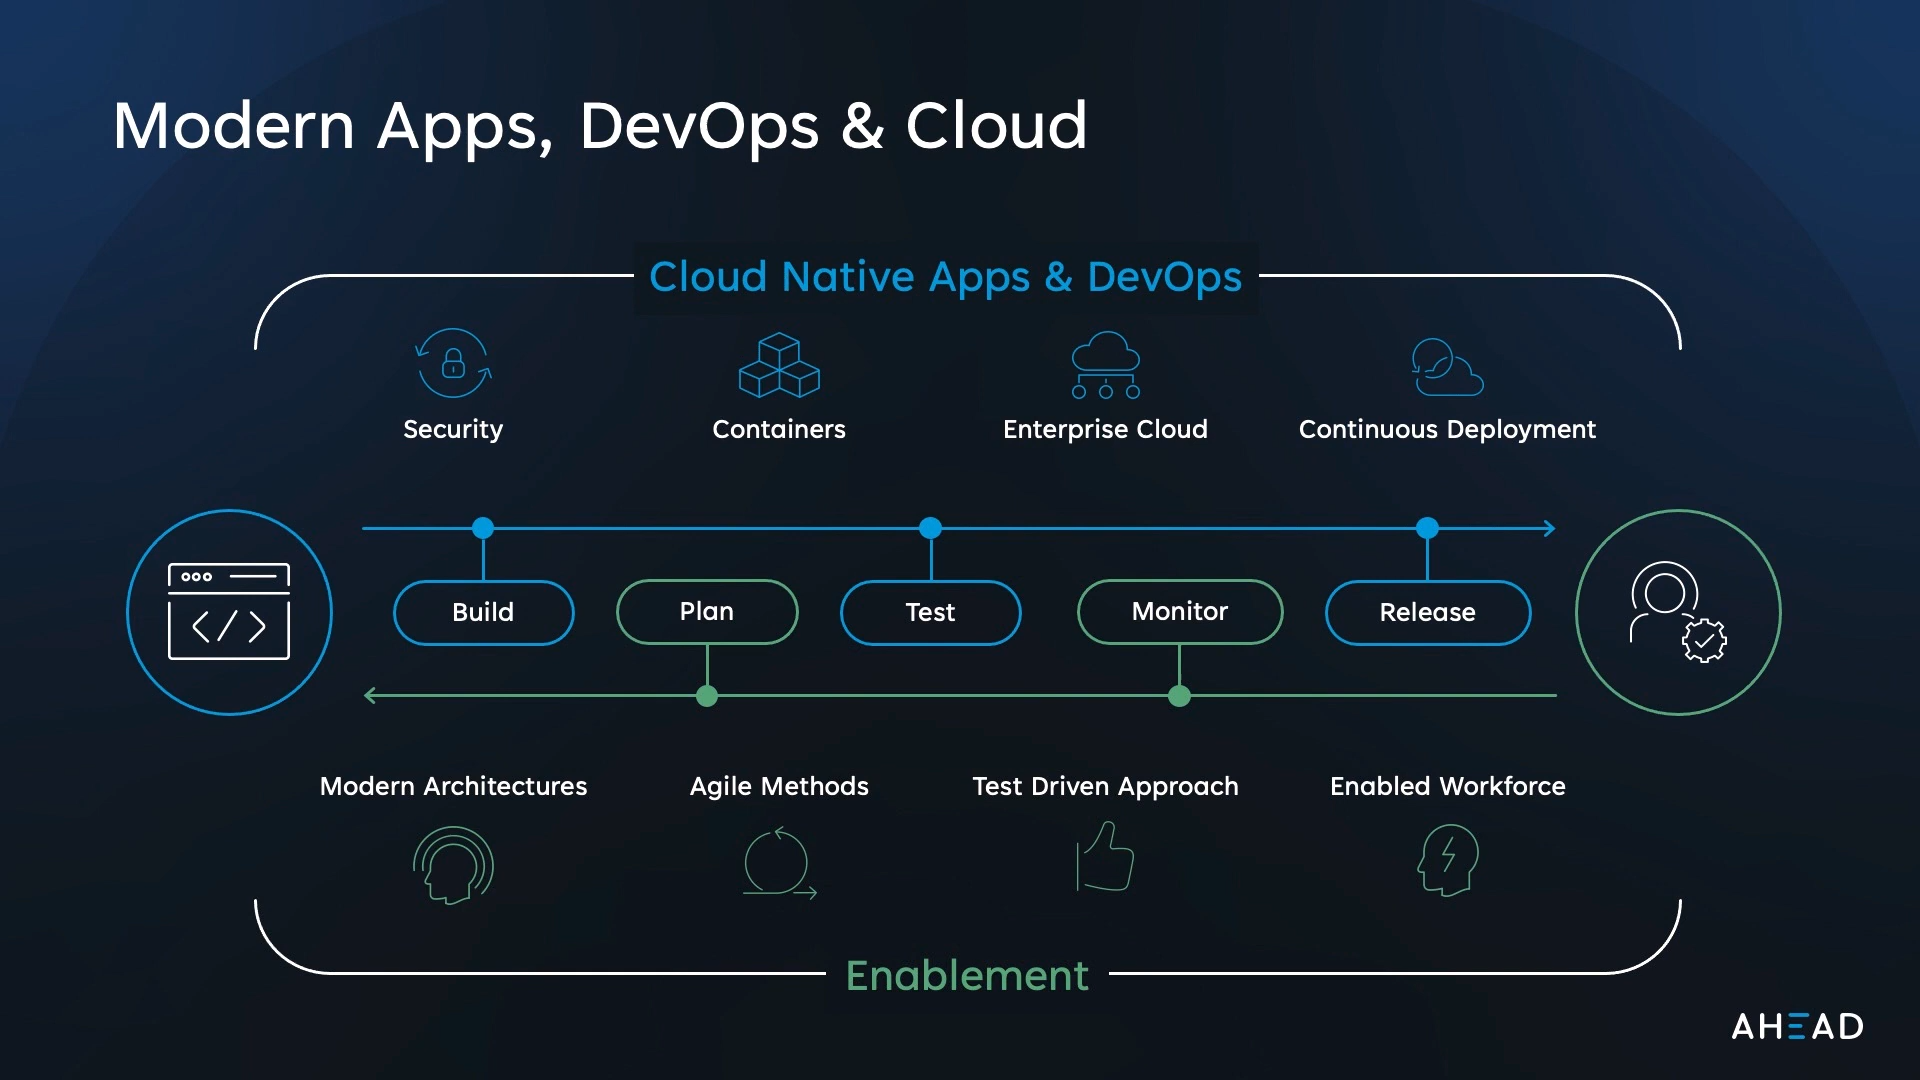 Modern Apps, DevOps & Cloud
Cloud Native Apps & DevOps
Security
Containers
Enterprise Cloud
Continuous Deployment
Build
Plan
Test
Monitor
Release
Modern Architectures
Agile Methods
Test Driven Approach
Enabled Workforce
Enablement
AHEAD